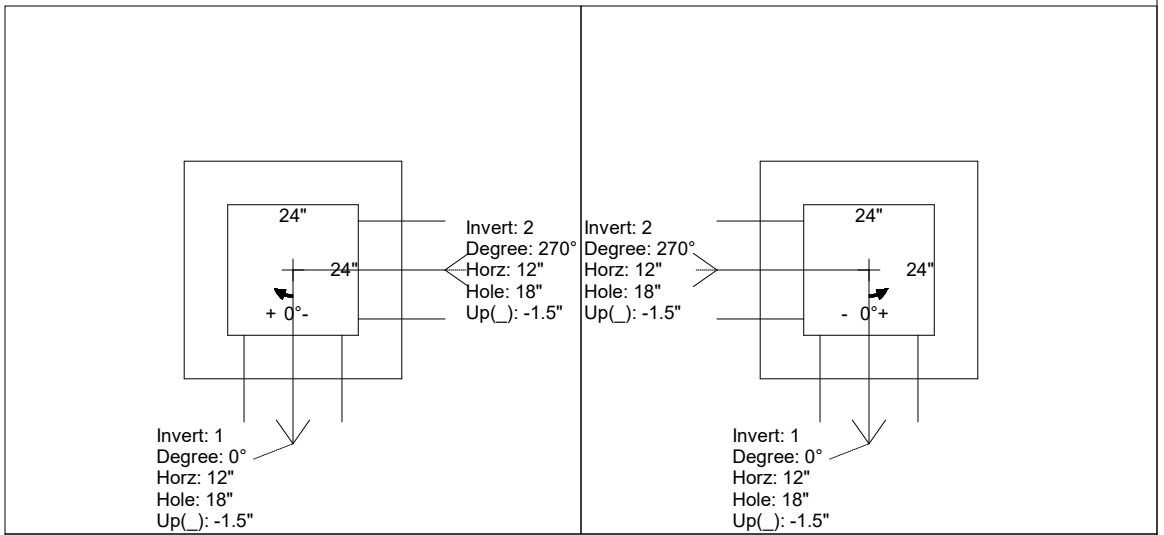 24"
24"
+ 0°-
Invert: 2
Degree: 270°
Horz: 12"
Hole: 18"
Up(_): -1.5"
Invert: 1
Degree: 0°
Horz: 12"
Hole: 18"
Up(_): -1.5"
Invert: 2
Degree: 270°
Horz: 12"
Hole: 18"
Up(_): -1.5"
24"
24"
- 0°+
Invert: 1
Degree: 0°
Horz: 12"
Hole: 18"
Up(_): -1.5"